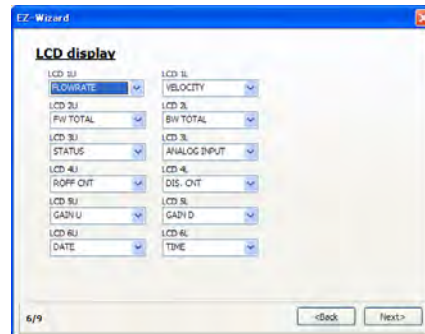 EZ-Wizard
LCD display
LCD 1U LCD 1L
FLOWRATE VELOCITY
LCD 2U LCD 2L
FW TOTAL BW TOTAL
LCD 3U LCD 3L
STATUS ANALOG INPUT
LCD 4U LCD 4L
ROFF CNT DIS. CNT
LCD 5U LCD 5L
GAIN U GAIN D
LCD 6U LCD 6L
DATE TIME
6/9 <Back Next>